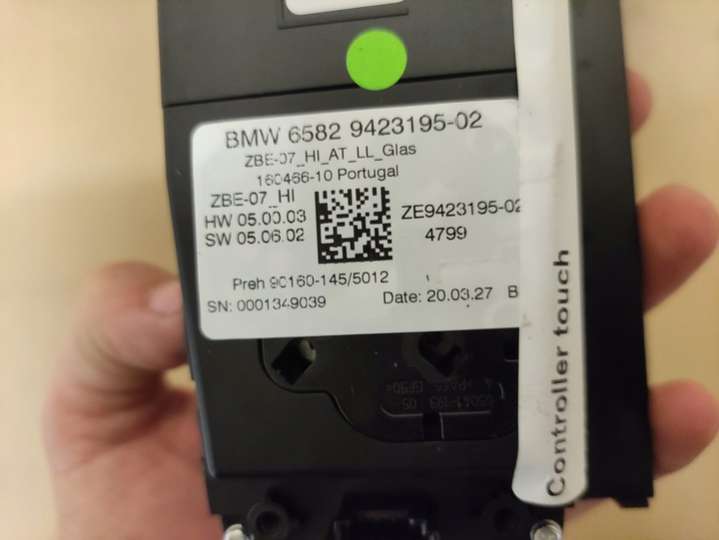 BMW 6582 9423195-02
ZBE-07_HI_AT_LL_Glas
160466-10 Portugal
ZBE-07_HI
HW 05.00.03
SW 05.06.02
ZE9423195-02
4799
Preh 90160-145/5012
SN: 0001349039
Date: 20.03.27 B
Controller touch